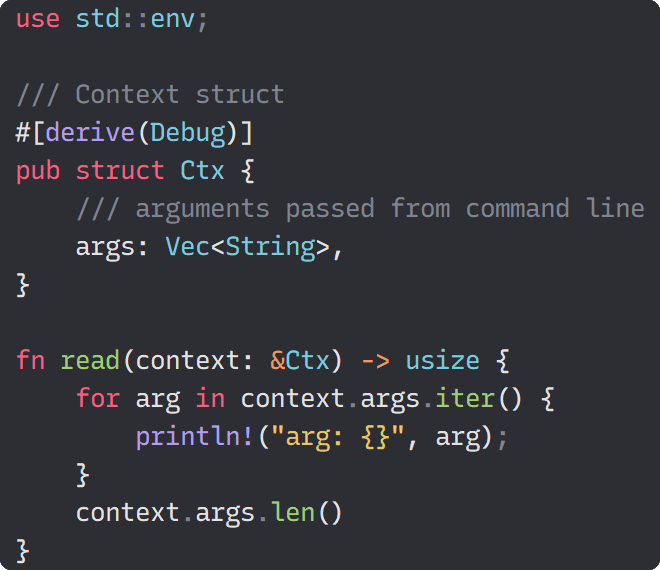 use std::env;

/// Context struct
#[derive(Debug)]
pub struct Ctx {
    /// arguments passed from command line
    args: Vec<String>,
}

fn read(context: &Ctx) -> usize {
    for arg in context.args.iter() {
        println!("arg: {}", arg);
    }
    context.args.len()
}